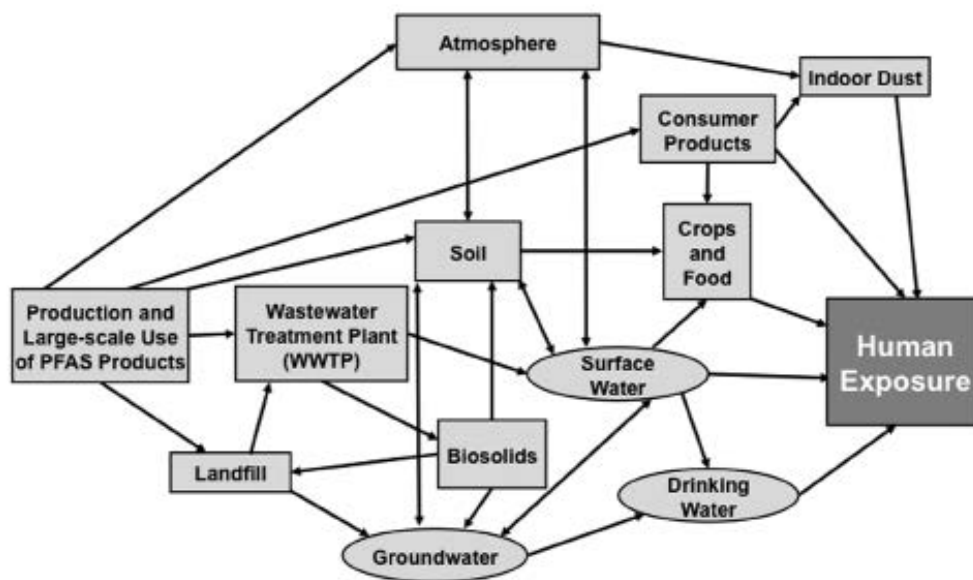 Atmosphere
Indoor Dust
Consumer
Products
Soil
Crops
and
Food
Production and
Large-scale Use
of PFAS Products
Wastewater
Treatment Plant
(WWTP)
Surface
Water
Human
Exposure
Landfill
Biosolids
Drinking
Water
Groundwater